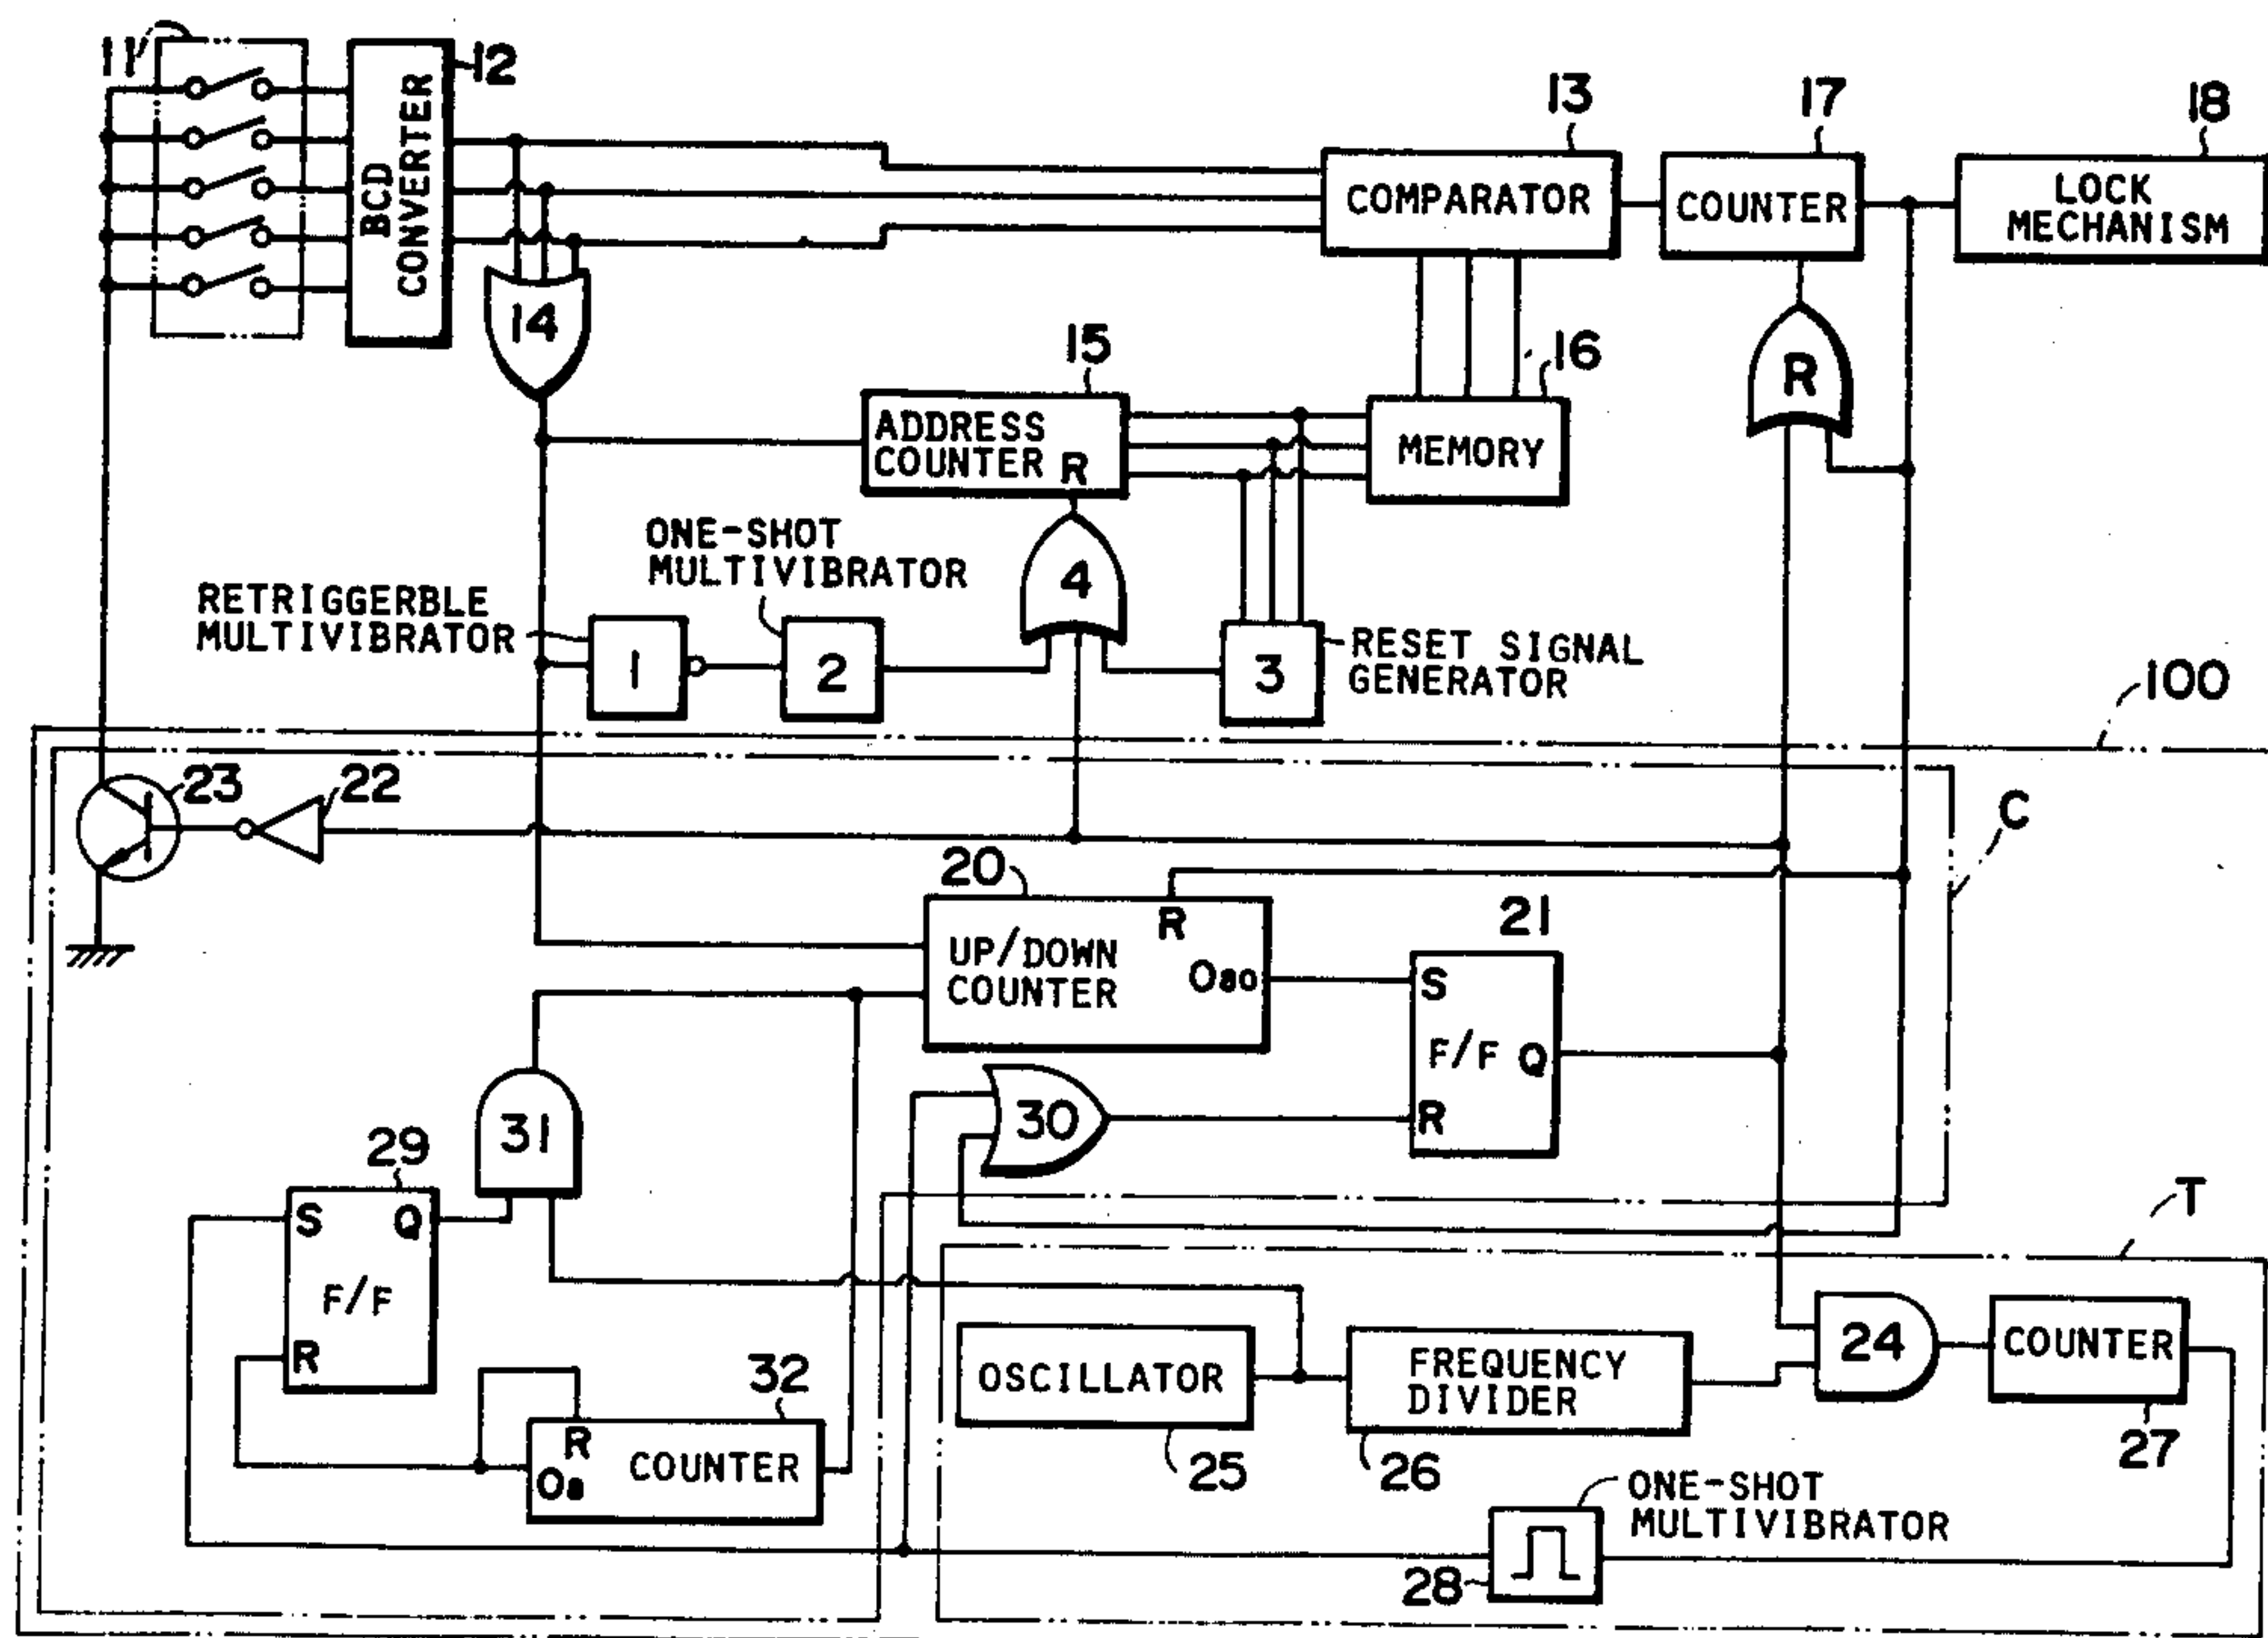 11
12
BCD
CONVERTER
13
COMPARATOR
17
COUNTER
18
LOCK
MECHANISM
14
15
ADDRESS
COUNTER R
16
MEMORY
R
ONE-SHOT
MULTIVIBRATOR
RETRIGGERBLE
MULTIVIBRATOR
1
2
4
3
RESET SIGNAL
GENERATOR
100
23
22
C
20
R
UP/DOWN
COUNTER
O80
21
S
F/F Q
R
30
31
29
S Q
F/F
R
T
32
R
COUNTER
O8
OSCILLATOR
25
FREQUENCY
DIVIDER
26
24
COUNTER
27
ONE-SHOT
MULTIVIBRATOR
28